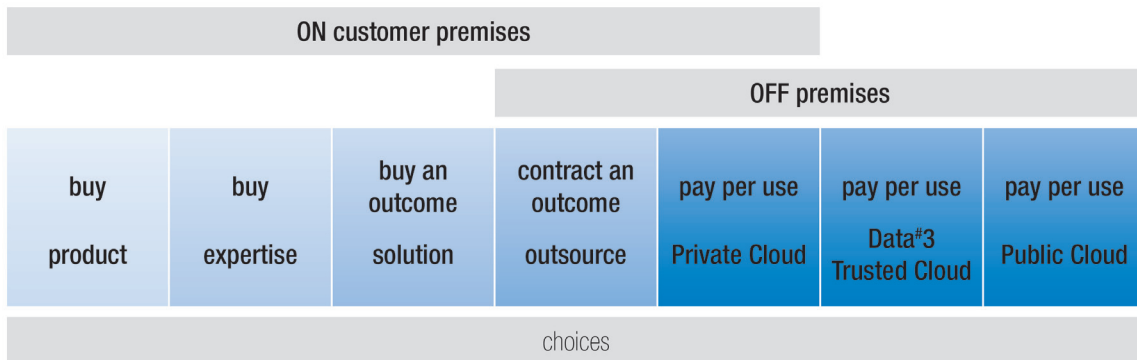 ON customer premises
OFF premises
buy
product
buy
expertise
buy an
outcome
solution
contract an
outcome
outsource
pay per use
Private Cloud
pay per use
Data#3
Trusted Cloud
pay per use
Public Cloud
choices